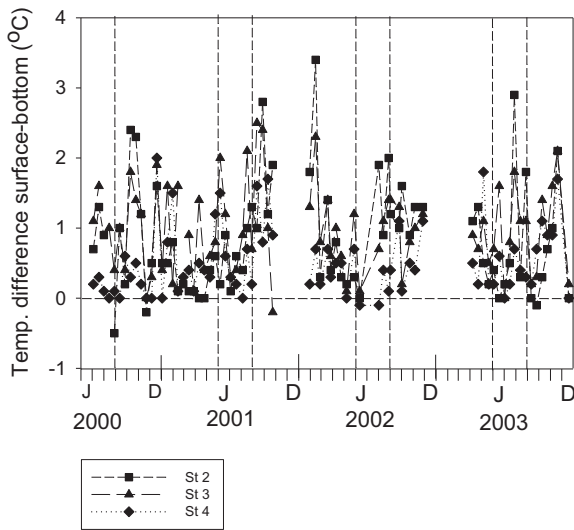 Temp. difference surface-bottom (°C)
4
3
2
1
0
-1
J D J D J D J D
2000 2001 2002 2003
St 2
St 3
St 4